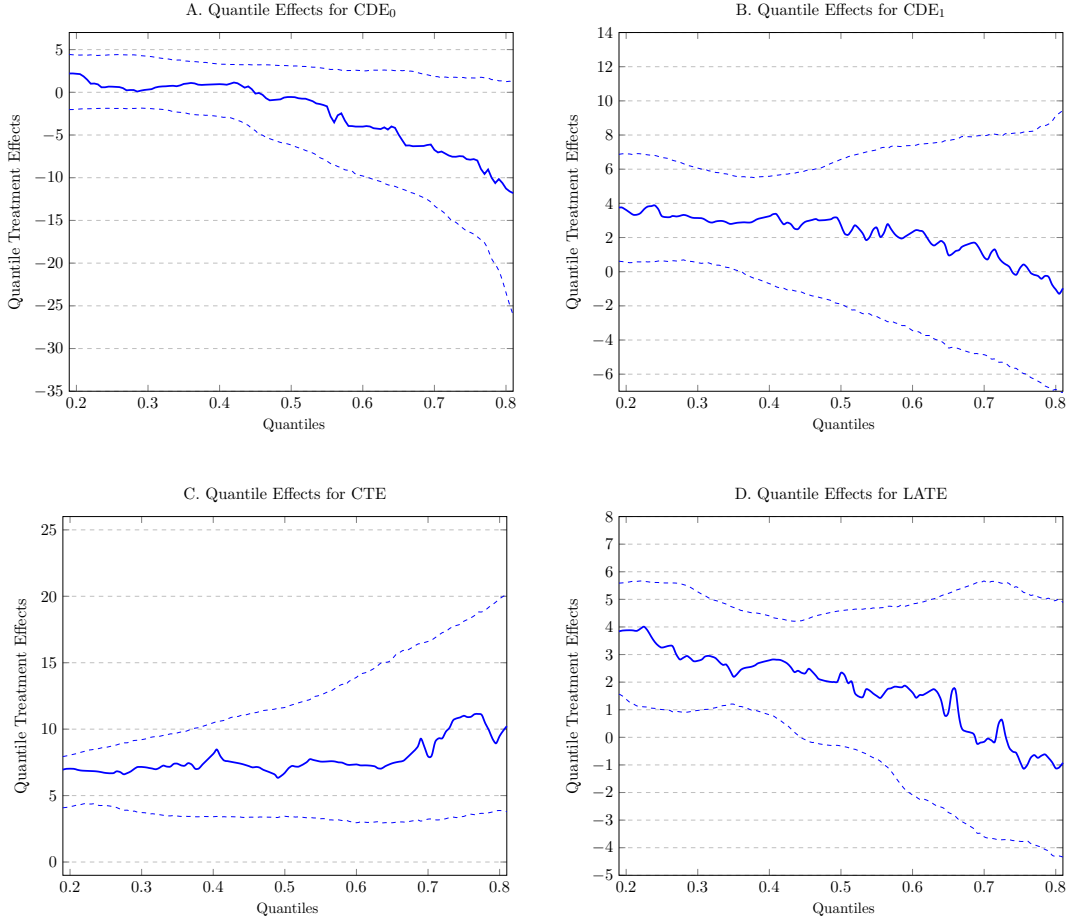 A. Quantile Effects for CDE₀
Quantile Treatment Effects
5
0
−5
−10
−15
−20
−25
−30
−35
0.2 0.3 0.4 0.5 0.6 0.7 0.8
Quantiles
B. Quantile Effects for CDE₁
Quantile Treatment Effects
14
12
10
8
6
4
2
0
−2
−4
−6
0.2 0.3 0.4 0.5 0.6 0.7 0.8
Quantiles
C. Quantile Effects for CTE
Quantile Treatment Effects
25
20
15
10
5
0
0.2 0.3 0.4 0.5 0.6 0.7 0.8
Quantiles
D. Quantile Effects for LATE
Quantile Treatment Effects
8
7
6
5
4
3
2
1
0
−1
−2
−3
−4
−5
0.2 0.3 0.4 0.5 0.6 0.7 0.8
Quantiles